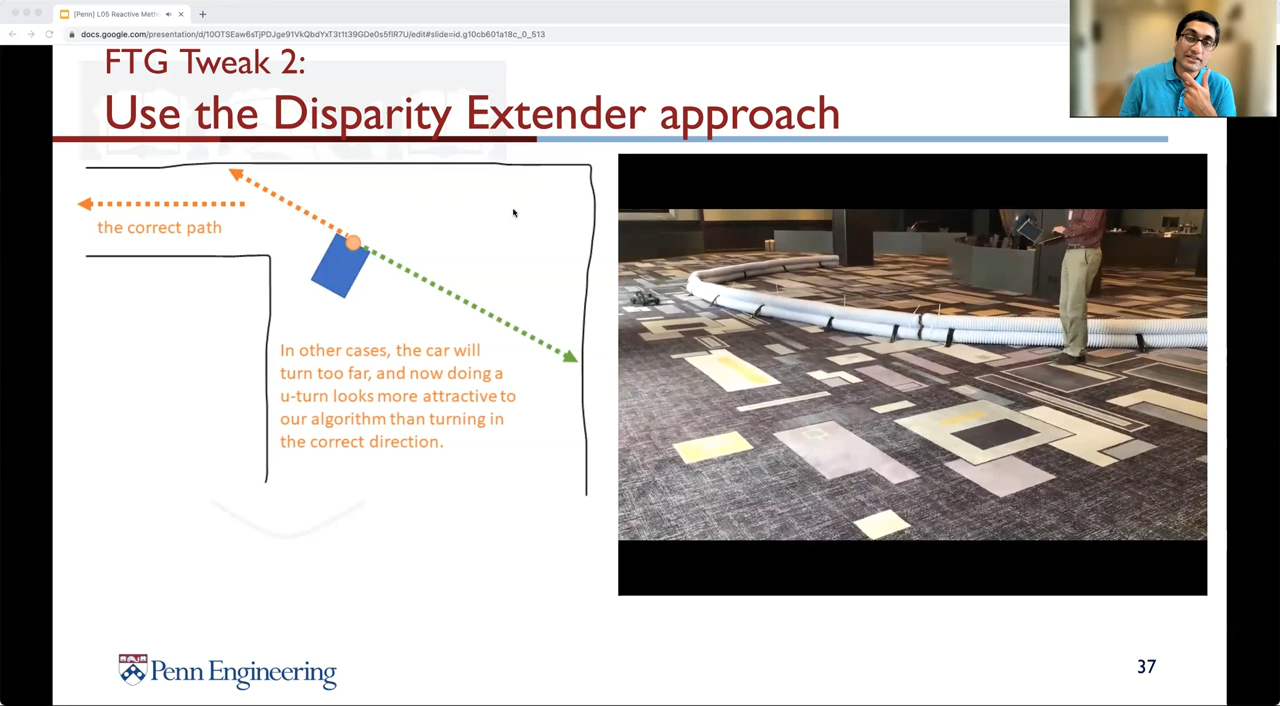 [Penn] L05 Reactive Meth
docs.google.com/presentation/d/10OTSEaw6sTjPDJge91VkQbdYxT3t1t39GDe0s5flR7U/edit#slide=id.g10cb601a18c_0_513
FTG Tweak 2:
Use the Disparity Extender approach
the correct path
In other cases, the car will
turn too far, and now doing a
u-turn looks more attractive to
our algorithm than turning in
the correct direction.
Penn Engineering
37